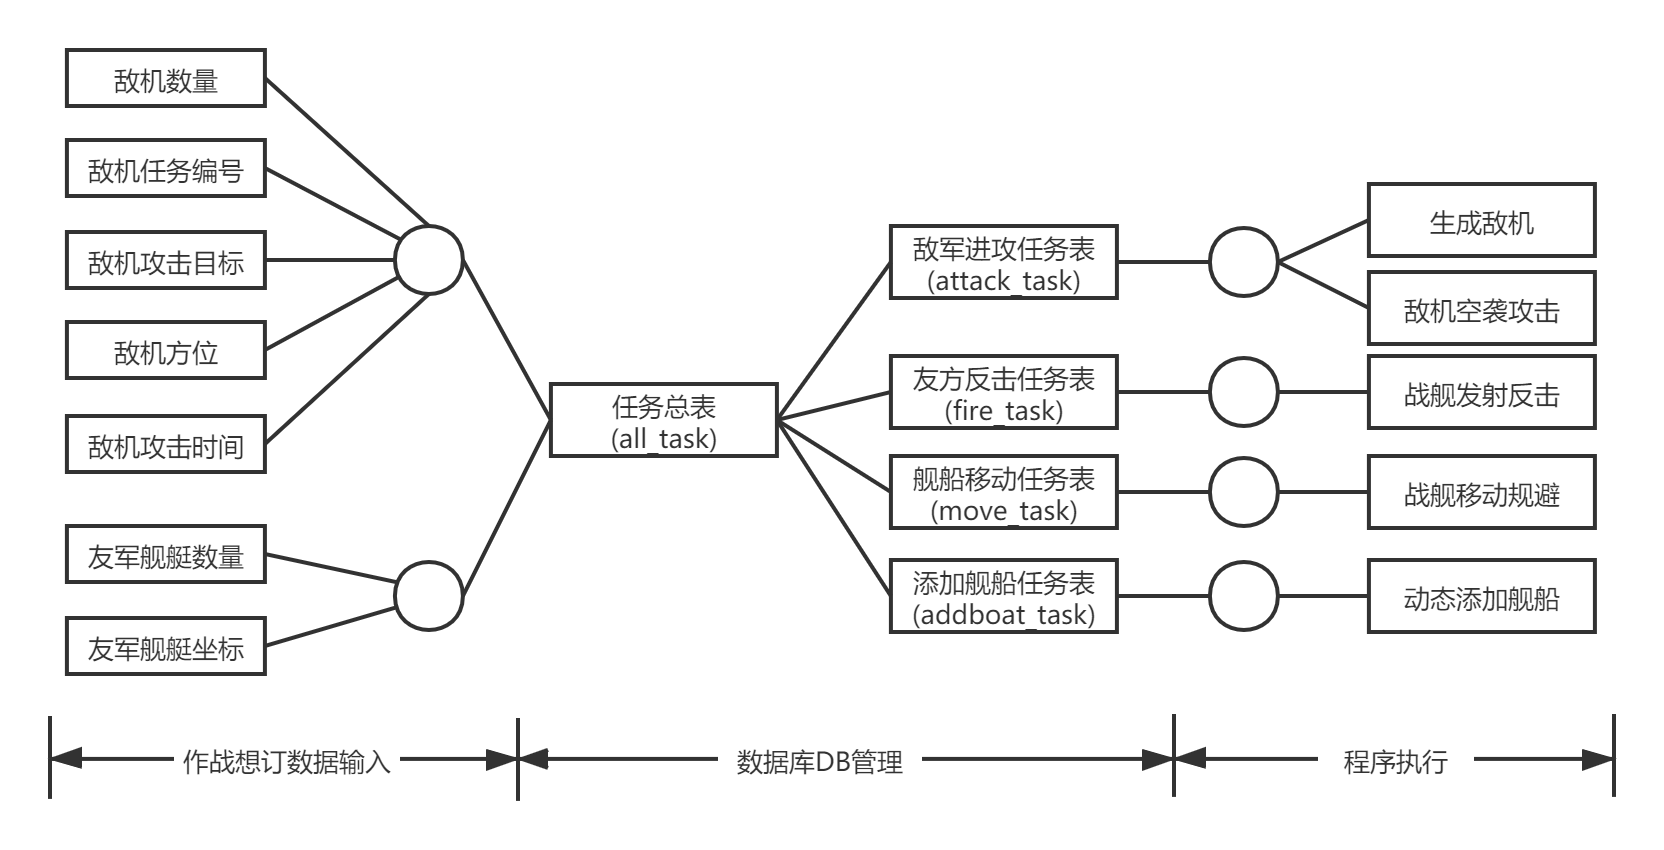 敌机数量
敌机任务编号
敌机攻击目标
敌机方位
敌机攻击时间
友军舰艇数量
友军舰艇坐标
任务总表
(all_task)
敌军进攻任务表
(attack_task)
友方反击任务表
(fire_task)
舰船移动任务表
(move_task)
添加舰船任务表
(addboat_task)
生成敌机
敌机空袭攻击
战舰发射反击
战舰移动规避
动态添加舰船
作战想订数据输入
数据库DB管理
程序执行